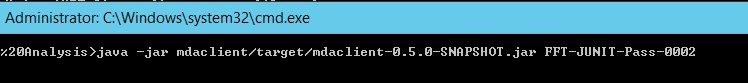 Administrator: C:\Windows\system32\cmd.exe
%20Analysis>java -jar mdaclient/target/mdaclient-0.5.0-SNAPSHOT.jar FFT-JUNIT-Pass-0002